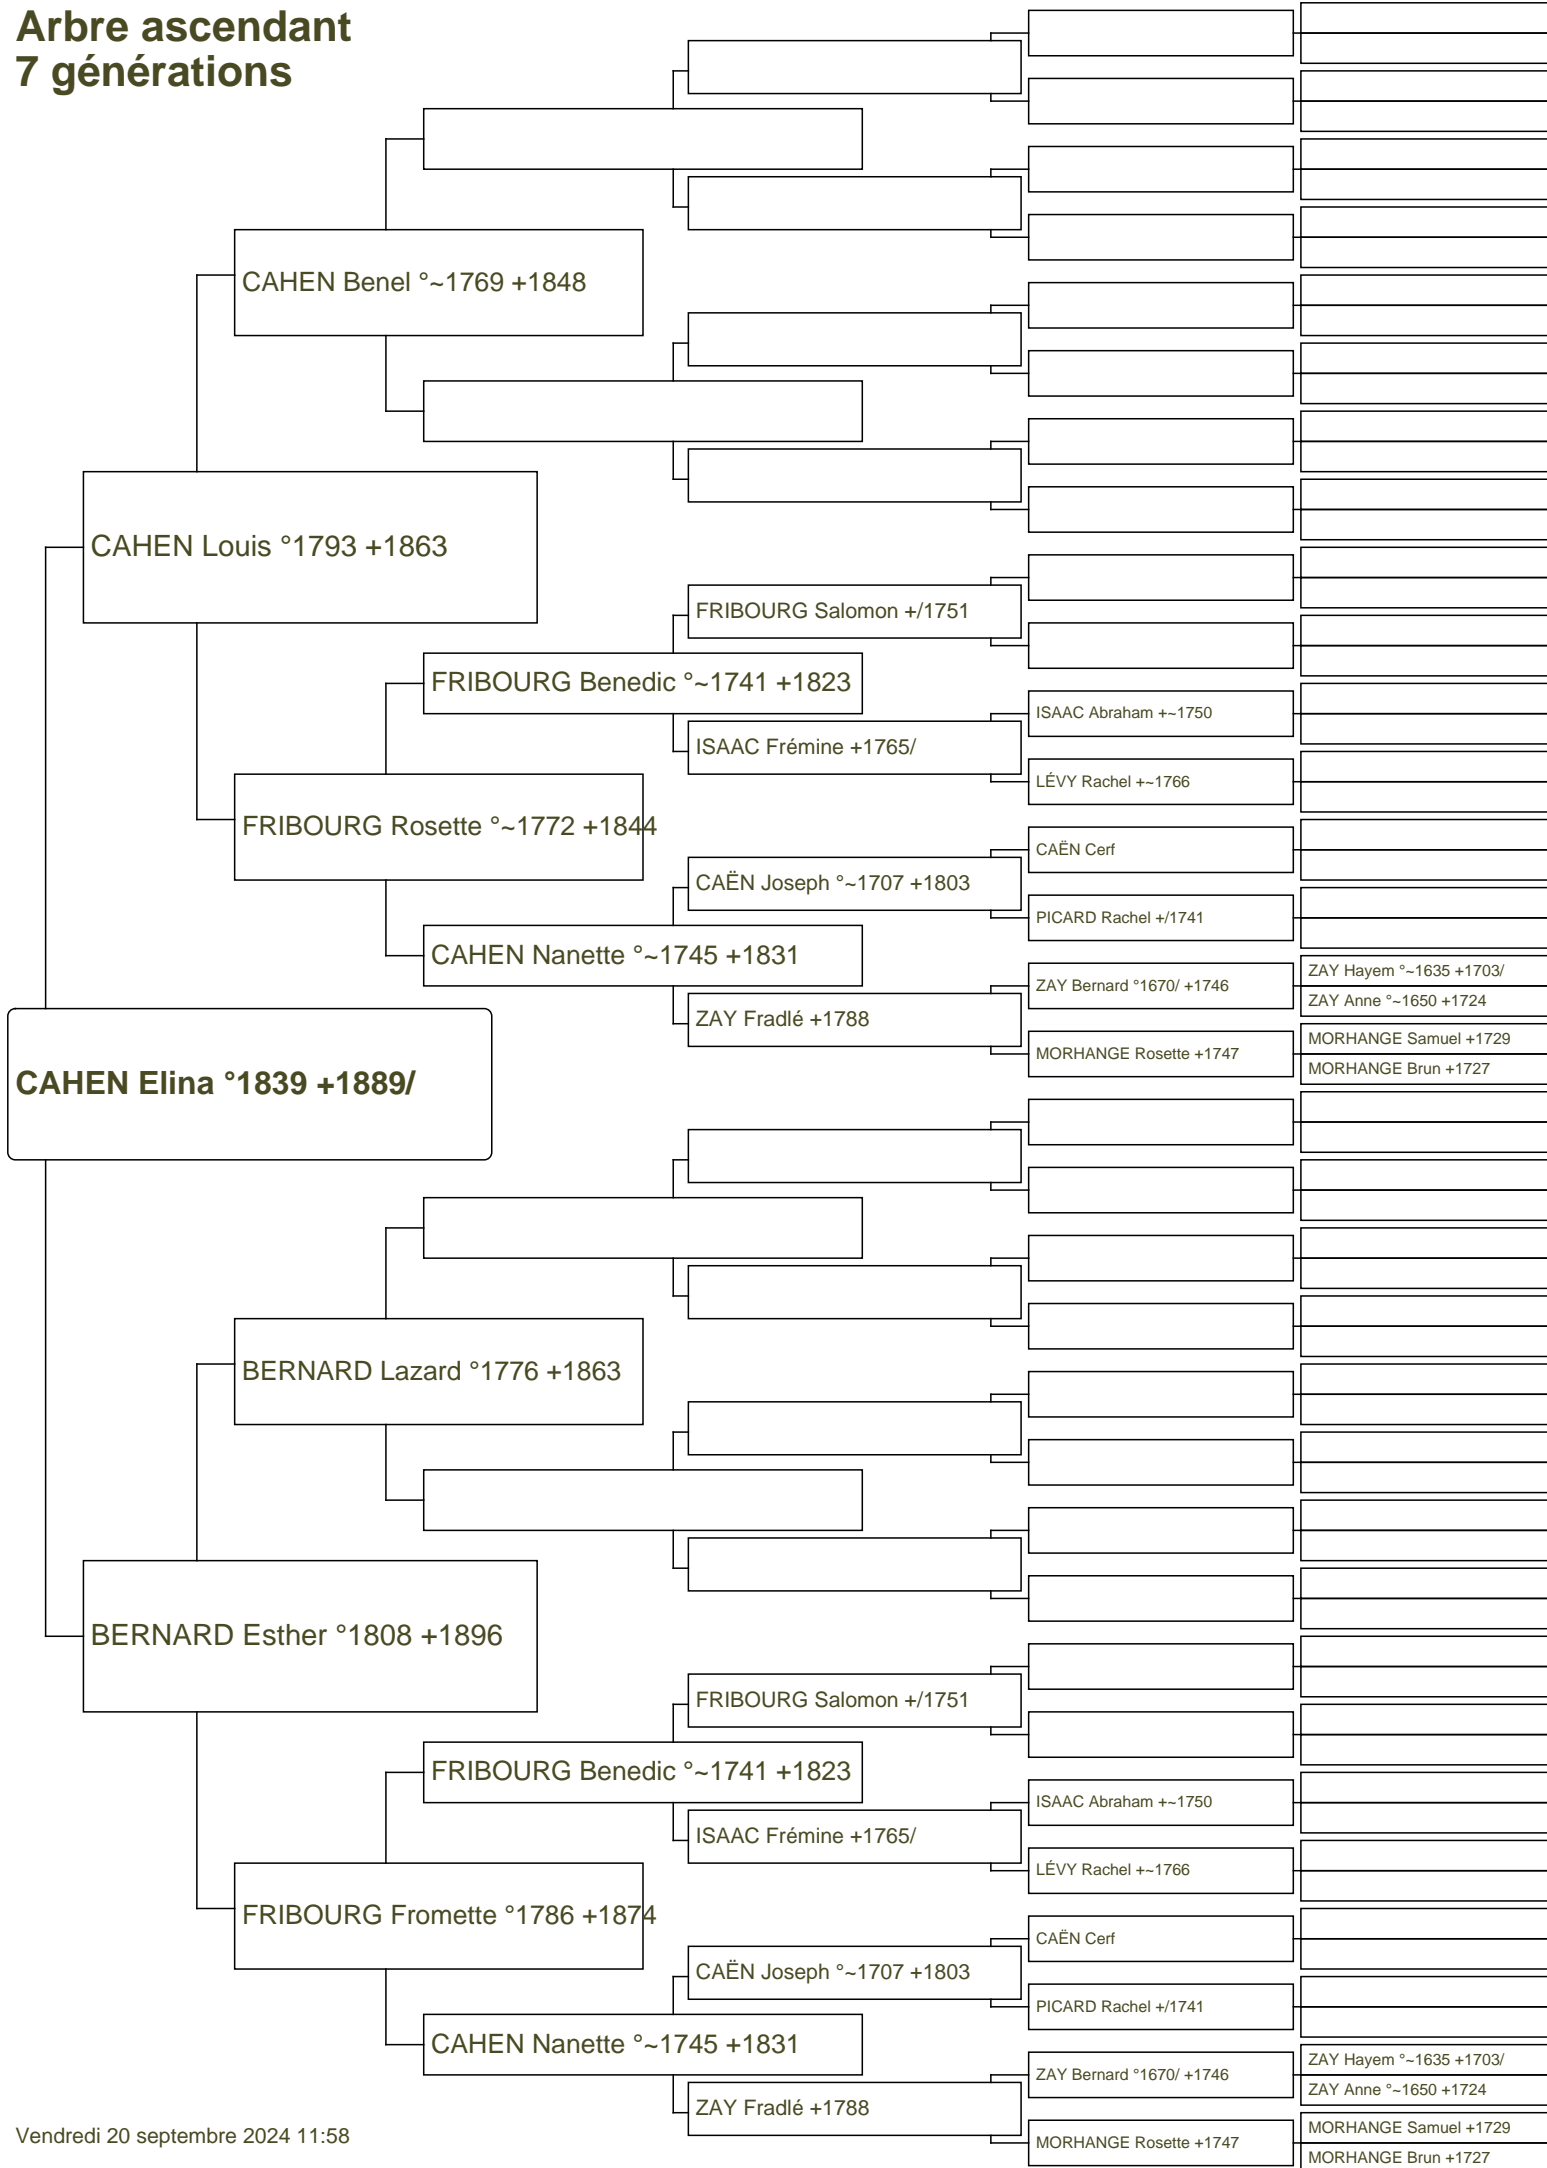 Arbre ascendant
7 générations
CAHEN Benel °~1769 +1848
CAHEN Louis °1793 +1863
FRIBOURG Salomon +/1751
FRIBOURG Benedic °~1741 +1823
ISAAC Abraham +~1750
ISAAC Frémine +1765/
LÉVY Rachel +~1766
FRIBOURG Rosette °~1772 +1844
CAËN Cerf
CAËN Joseph °~1707 +1803
PICARD Rachel +/1741
CAHEN Nanette °~1745 +1831
ZAY Hayem °~1635 +1703/
ZAY Bernard °1670/ +1746
ZAY Anne °~1650 +1724
ZAY Fradlé +1788
MORHANGE Samuel +1729
MORHANGE Rosette +1747
MORHANGE Brun +1727
CAHEN Elina °1839 +1889/
BERNARD Lazard °1776 +1863
BERNARD Esther °1808 +1896
FRIBOURG Salomon +/1751
FRIBOURG Benedic °~1741 +1823
ISAAC Abraham +~1750
ISAAC Frémine +1765/
LÉVY Rachel +~1766
FRIBOURG Fromette °1786 +1874
CAËN Cerf
CAËN Joseph °~1707 +1803
PICARD Rachel +/1741
CAHEN Nanette °~1745 +1831
ZAY Hayem °~1635 +1703/
ZAY Bernard °1670/ +1746
ZAY Anne °~1650 +1724
ZAY Fradlé +1788
MORHANGE Samuel +1729
MORHANGE Rosette +1747
MORHANGE Brun +1727
Vendredi 20 septembre 2024 11:58